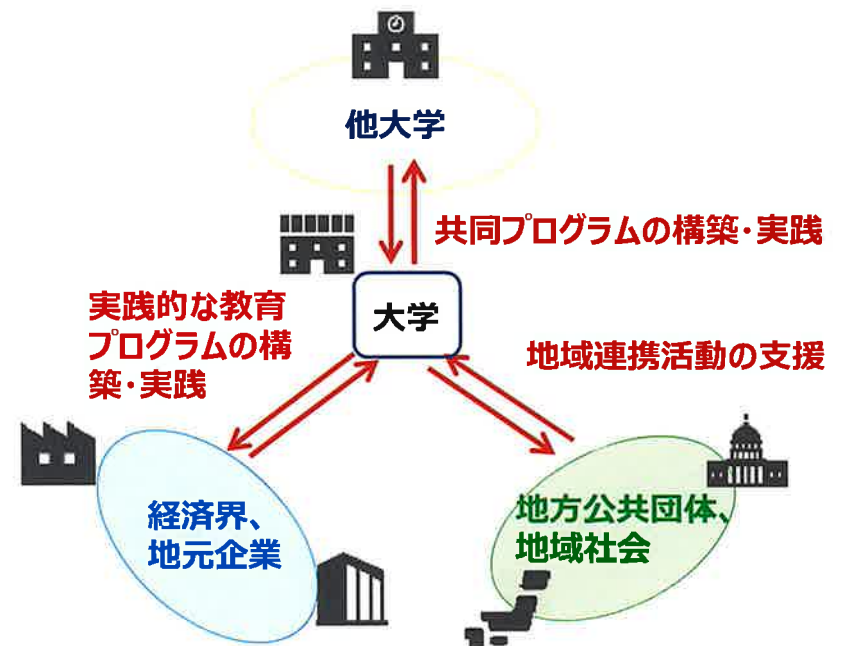 他大学
共同プログラムの構築・実践
大学
実践的な教育
プログラムの構
築・実践
地域連携活動の支援
経済界、
地元企業
地方公共団体、
地域社会